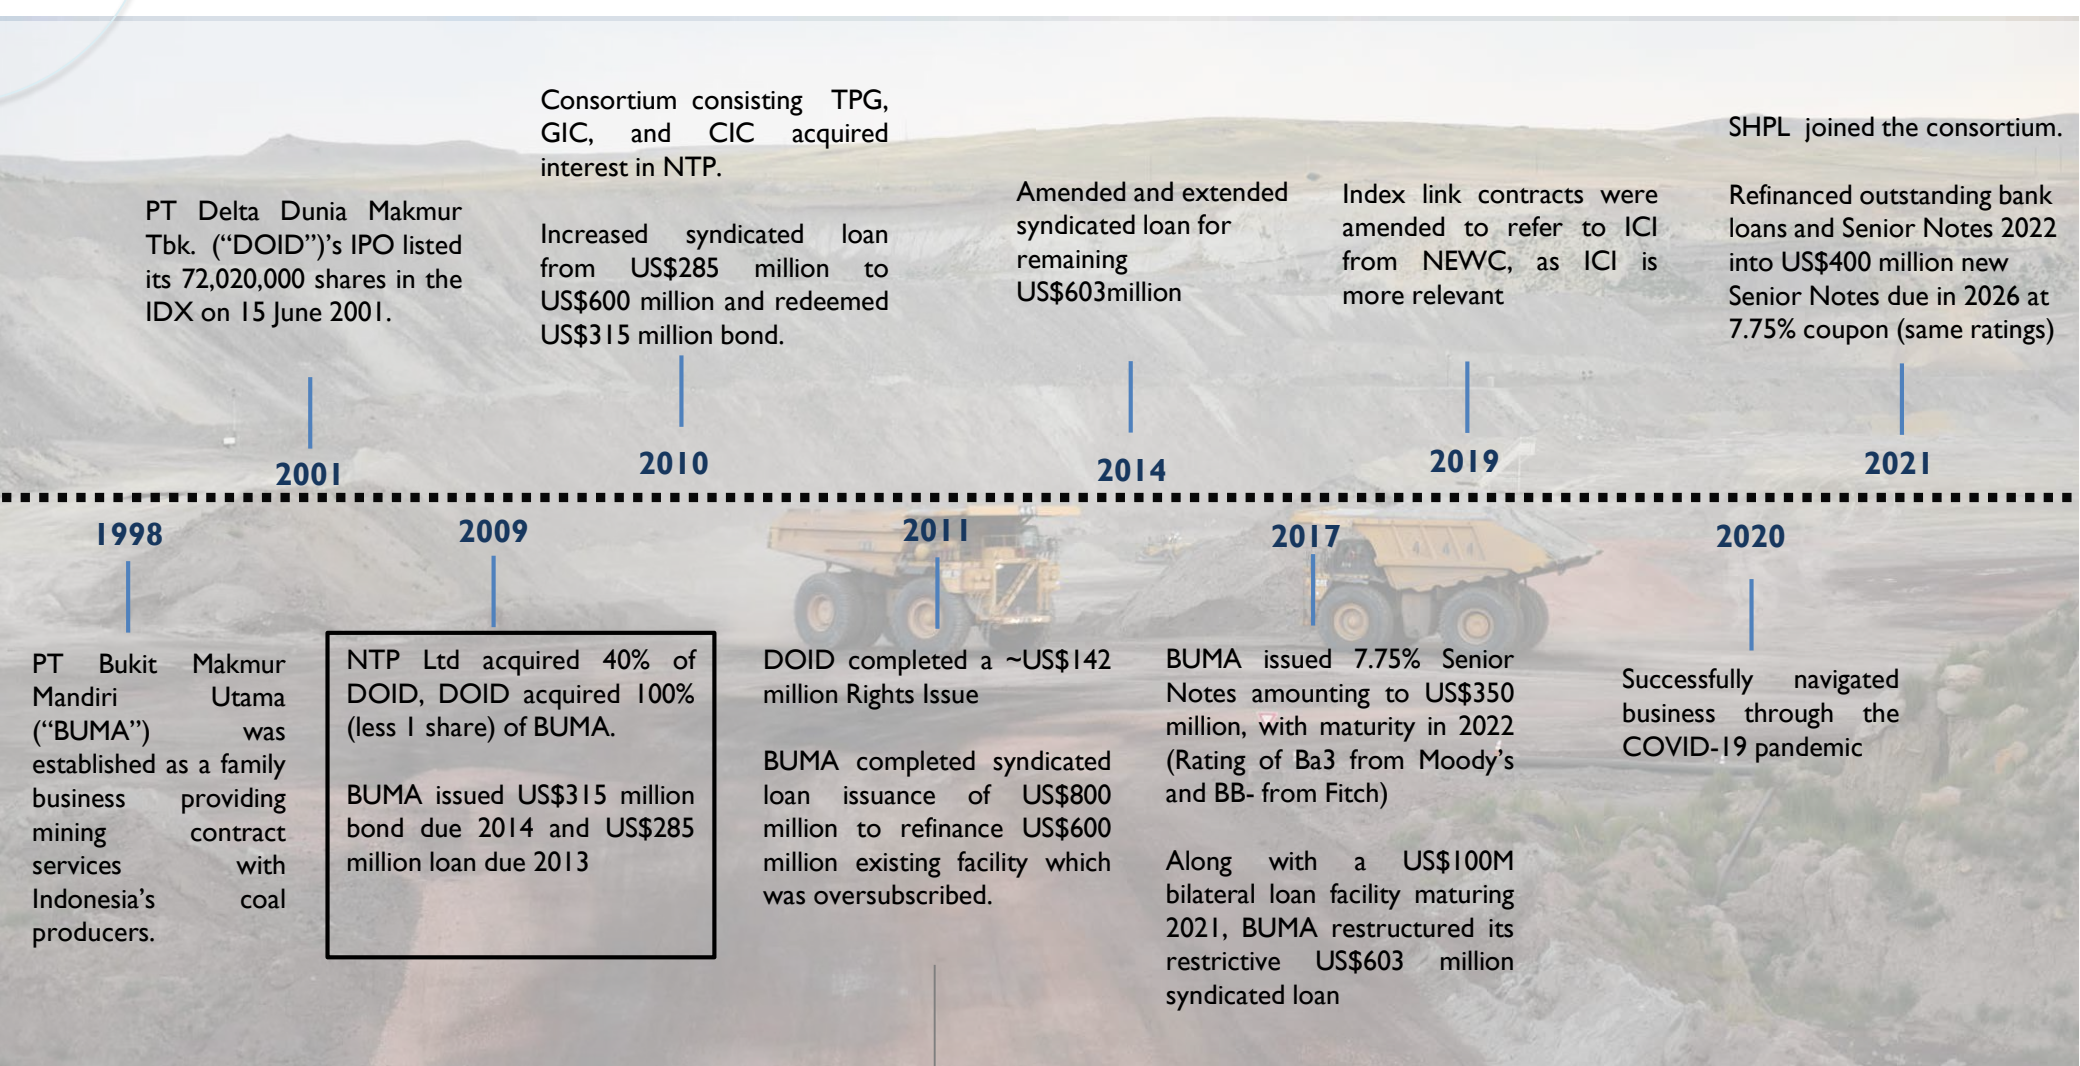 PT Delta Dunia Makmur
Tbk. (“DOID”)’s IPO listed
its 72,020,000 shares in the
IDX on 15 June 2001.
Consortium consisting TPG,
GIC, and CIC acquired
interest in NTP.
Increased syndicated loan
from US$285 million to
US$600 million and redeemed
US$315 million bond.
Amended and extended
syndicated loan for
remaining
US$603million
Index link contracts were
amended to refer to ICI
from NEWC, as ICI is
more relevant
SHPL joined the consortium.
Refinanced outstanding bank
loans and Senior Notes 2022
into US$400 million new
Senior Notes due in 2026 at
7.75% coupon (same ratings)
2001
2010
2014
2019
2021
1998
2009
2011
2017
2020
PT Bukit Makmur
Mandiri Utama
(“BUMA”) was
established as a family
business providing
mining contract
services with
Indonesia’s coal
producers.
NTP Ltd acquired 40% of
DOID, DOID acquired 100%
(less 1 share) of BUMA.
BUMA issued US$315 million
bond due 2014 and US$285
million loan due 2013
DOID completed a ~US$142
million Rights Issue
BUMA completed syndicated
loan issuance of US$800
million to refinance US$600
million existing facility which
was oversubscribed.
BUMA issued 7.75% Senior
Notes amounting to US$350
million, with maturity in 2022
(Rating of Ba3 from Moody’s
and BB- from Fitch)
Along with a US$100M
bilateral loan facility maturing
2021, BUMA restructured its
restrictive US$603 million
syndicated loan
Successfully navigated
business through the
COVID-19 pandemic